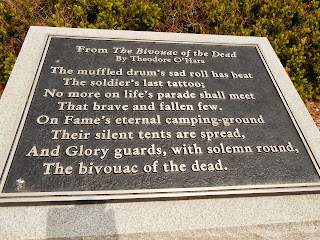 From The Bivouac of the Dead
By Theodore O'Hara
The muffled drum's sad roll has beat
The soldier's last tattoo;
No more on life's parade shall meet
That brave and fallen few.
On Fame's eternal camping-ground
Their silent tents are spread,
And Glory guards, with solemn round,
The bivouac of the dead.